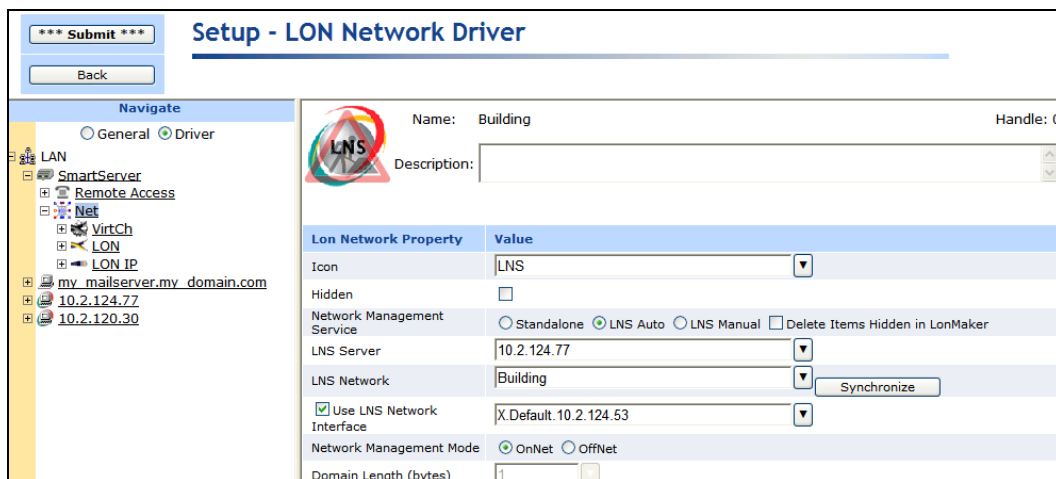 *** Submit ***
Setup - LON Network Driver
Back
Navigate
General Driver
LAN
SmartServer
Remote Access
Net
VirtCh
LON
LON IP
my_mailserver.my_domain.com
10.2.124.77
10.2.120.30
LNS
Name: Building Handle: 0
Description:
Lon Network Property Value
Icon LNS
Hidden
Network Management Service Standalone LNS Auto LNS Manual Delete Items Hidden in LonMaker
LNS Server 10.2.124.77
LNS Network Building Synchronize
Use LNS Network Interface X.Default.10.2.124.53
Network Management Mode OnNet OffNet
Domain Length (bytes) 1